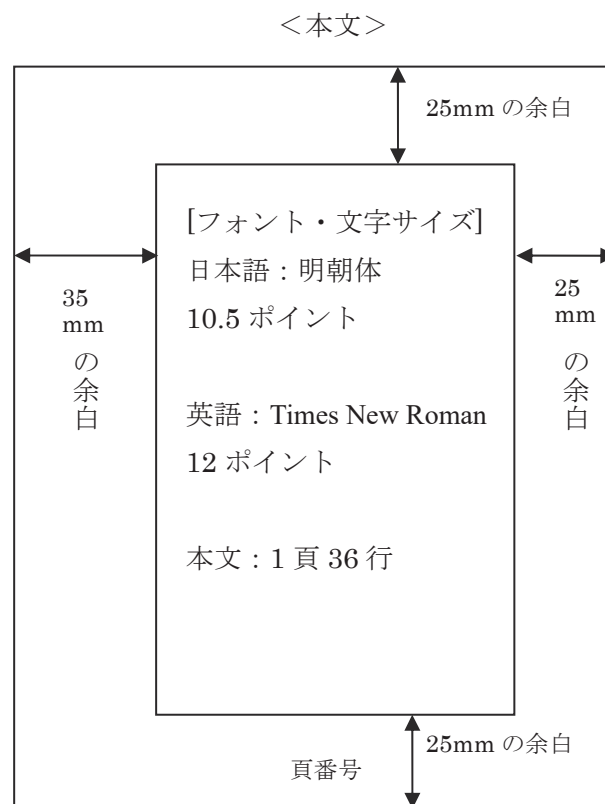 ＜本文＞
25mm の余白
[フォント・文字サイズ]
日本語：明朝体
10.5 ポイント
35
mm
の余白
25
mm
の余白
英語：Times New Roman
12 ポイント
本文：1 頁 36 行
25mm の余白
頁番号